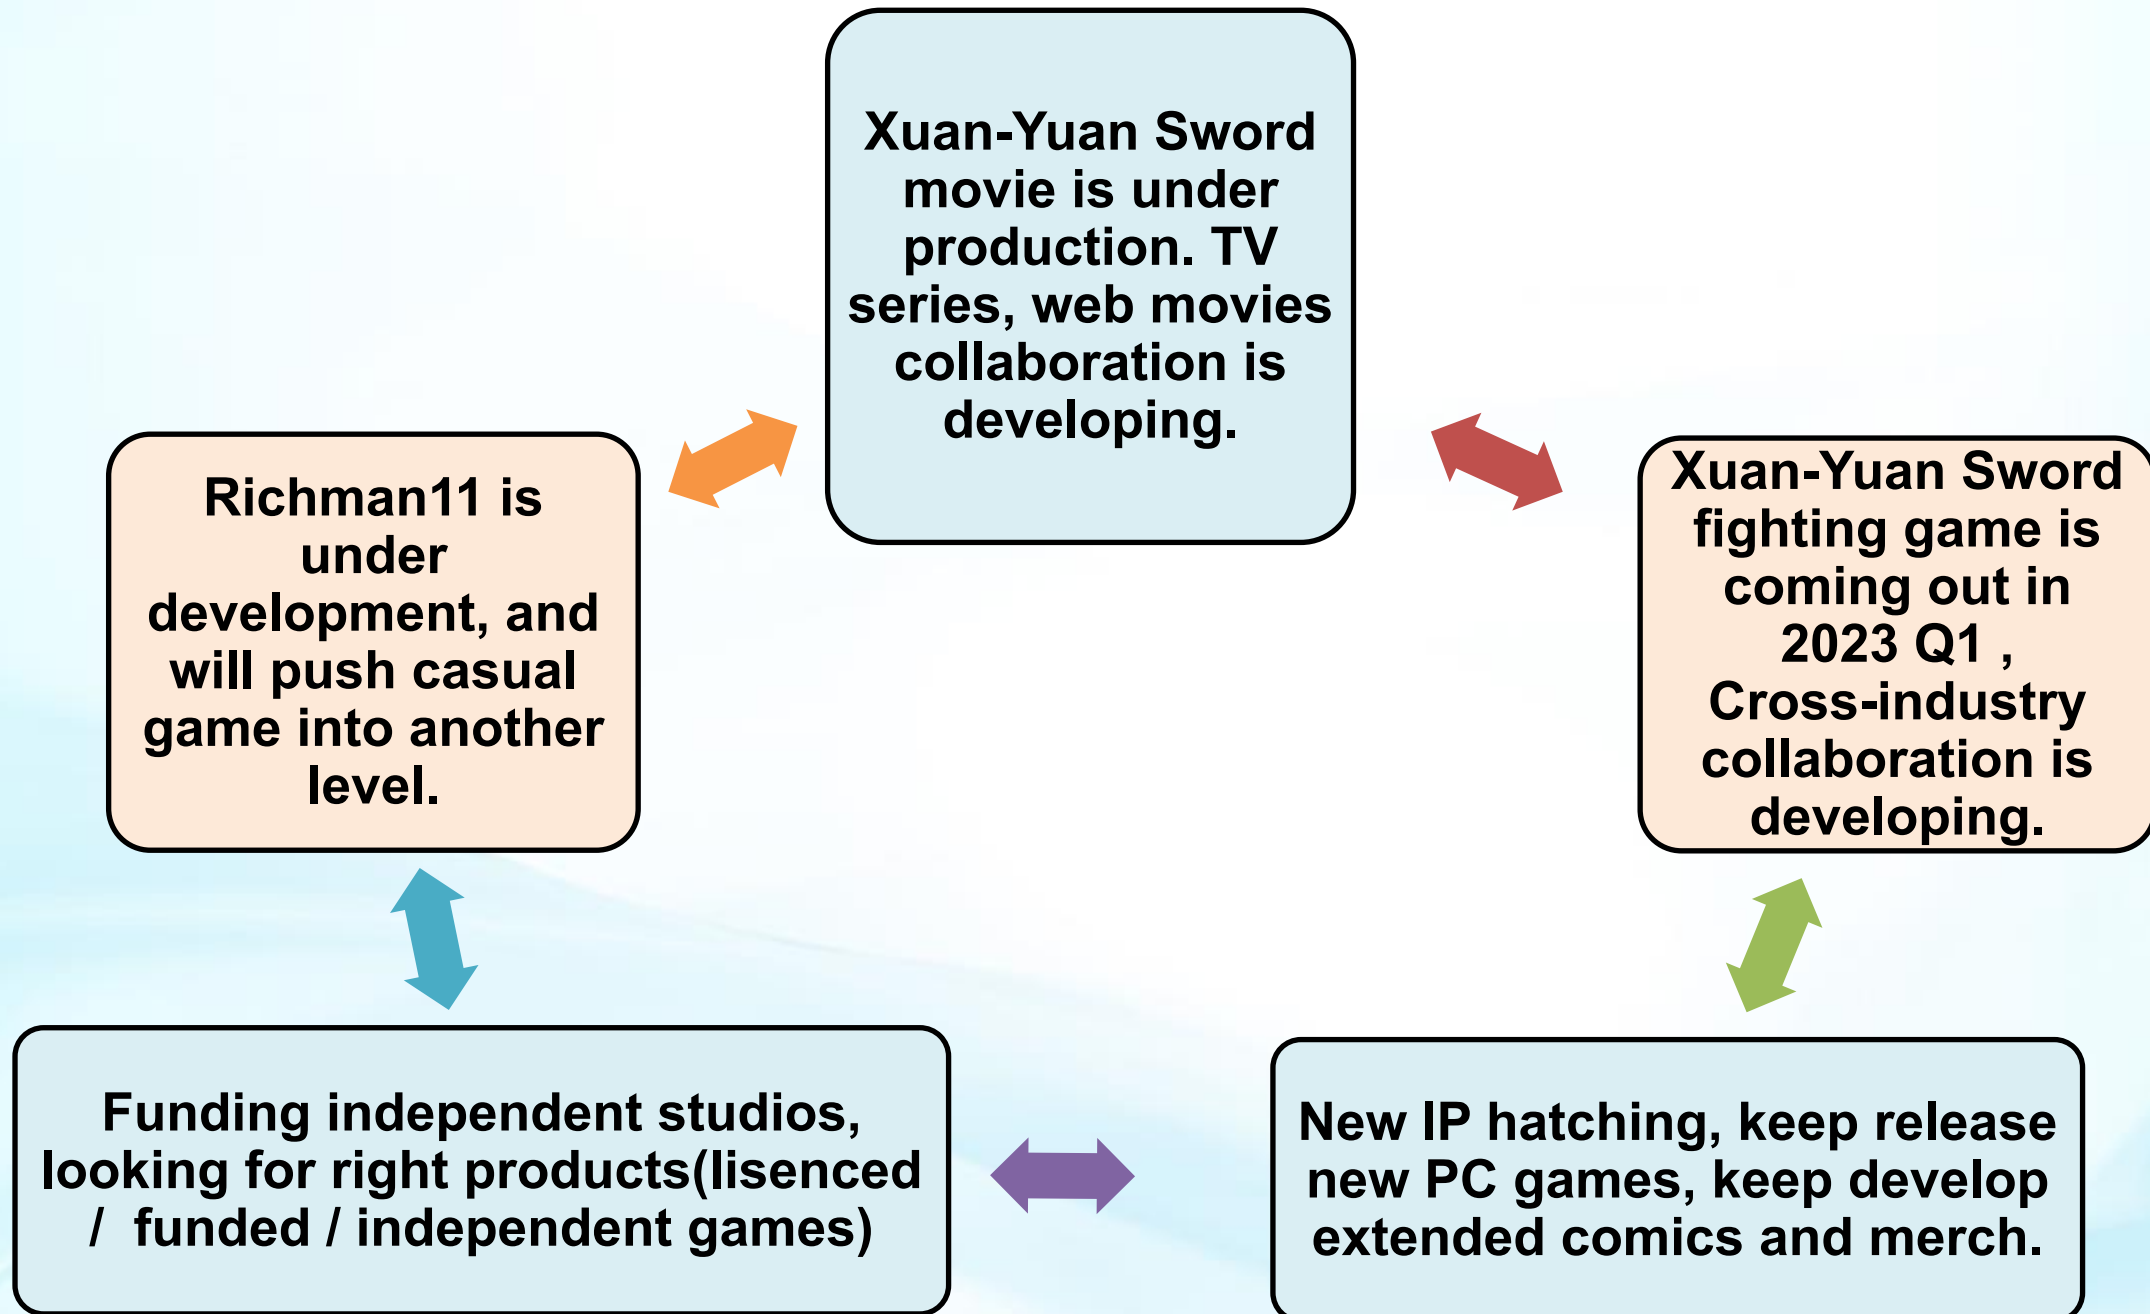 Xuan-Yuan Sword
movie is under
production. TV
series, web movies
collaboration is
developing.
Richman11 is
under
development, and
will push casual
game into another
level.
Xuan-Yuan Sword
fighting game is
coming out in
2023 Q1 ,
Cross-industry
collaboration is
developing.
Funding independent studios,
looking for right products(lisenced
/ funded / independent games)
New IP hatching, keep release
new PC games, keep develop
extended comics and merch.